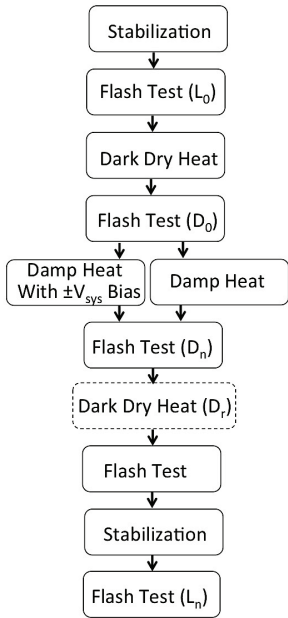 Stabilization
Flash Test (L₀)
Dark Dry Heat
Flash Test (D₀)
Damp Heat
With ±Vsys Bias
Damp Heat
Flash Test (Dₙ)
Dark Dry Heat (Dᵣ)
Flash Test
Stabilization
Flash Test (Lₙ)